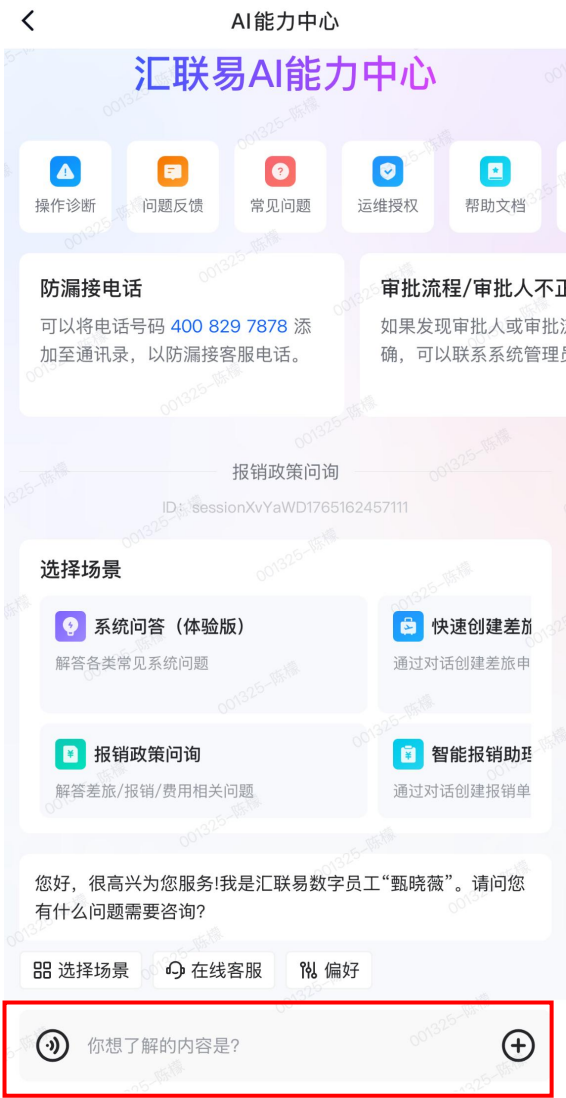 AI能力中心
汇联易AI能力中心
操作诊断
问题反馈
常见问题
运维授权
帮助文档
防漏接电话
可以将电话号码 400 829 7878 添
加至通讯录，以防漏接客服电话。
审批流程/审批人不正
如果发现审批人或审批流
确，可以联系系统管理员
报销政策问询
ID：sessionXvYaWD1765162457111
选择场景
系统问答（体验版）
解答各类常见系统问题
快速创建差旅
通过对话创建差旅申
报销政策问询
解答差旅/报销/费用相关问题
智能报销助理
通过对话创建报销单
您好，很高兴为您服务!我是汇联易数字员工“甄晓薇”。请问您
有什么问题需要咨询?
选择场景
在线客服
偏好
你想了解的内容是?